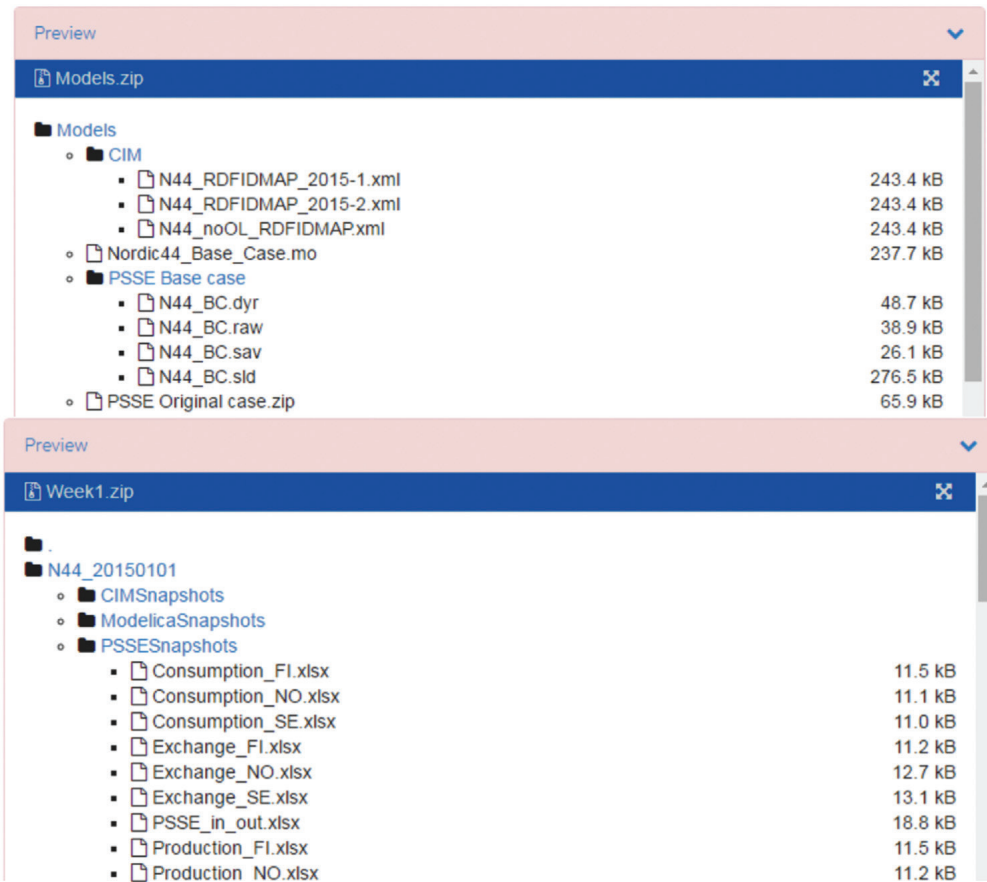 Preview
Models.zip
Models
CIM
N44_RDFIDMAP_2015-1.xml 243.4 kB
N44_RDFIDMAP_2015-2.xml 243.4 kB
N44_noOL_RDFIDMAP.xml 243.4 kB
Nordic44_Base_Case.mo 237.7 kB
PSSE Base case
N44_BC.dyr 48.7 kB
N44_BC.raw 38.9 kB
N44_BC.sav 26.1 kB
N44_BC.sld 276.5 kB
PSSE Original case.zip 65.9 kB
Preview
Week1.zip
.
N44_20150101
CIMSnapshots
ModelicaSnapshots
PSSESnapshots
Consumption_FI.xlsx 11.5 kB
Consumption_NO.xlsx 11.1 kB
Consumption_SE.xlsx 11.0 kB
Exchange_FI.xlsx 11.2 kB
Exchange_NO.xlsx 12.7 kB
Exchange_SE.xlsx 13.1 kB
PSSE_in_out.xlsx 18.8 kB
Production_FI.xlsx 11.5 kB
Production_NO.xlsx 11.2 kB